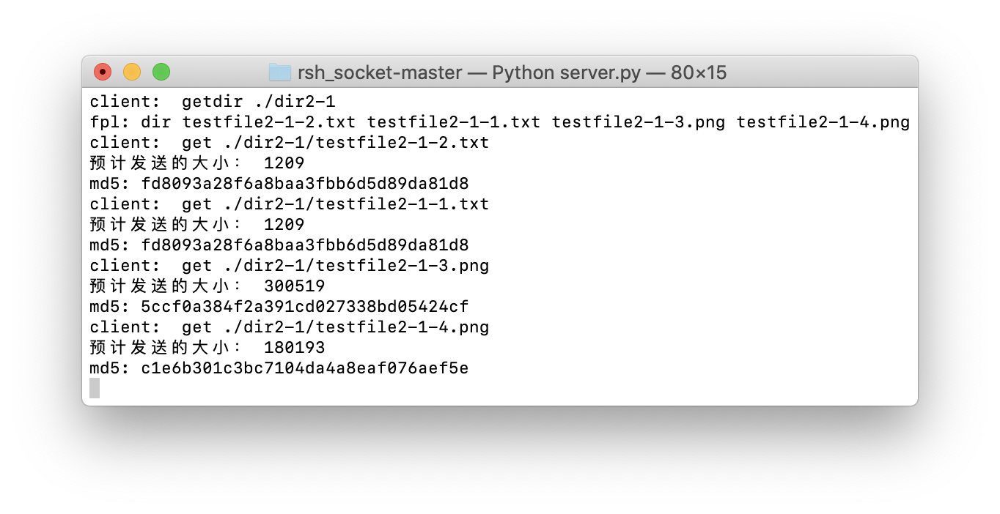 rsh_socket-master — Python server.py — 80×15
client:  getdir ./dir2-1
fpl: dir testfile2-1-2.txt testfile2-1-1.txt testfile2-1-3.png testfile2-1-4.png
client:  get ./dir2-1/testfile2-1-2.txt
预计发送的大小： 1209
md5: fd8093a28f6a8baa3fbb6d5d89da81d8
client:  get ./dir2-1/testfile2-1-1.txt
预计发送的大小： 1209
md5: fd8093a28f6a8baa3fbb6d5d89da81d8
client:  get ./dir2-1/testfile2-1-3.png
预计发送的大小： 300519
md5: 5ccf0a384f2a391cd027338bd05424cf
client:  get ./dir2-1/testfile2-1-4.png
预计发送的大小： 180193
md5: c1e6b301c3bc7104da4a8eaf076aef5e